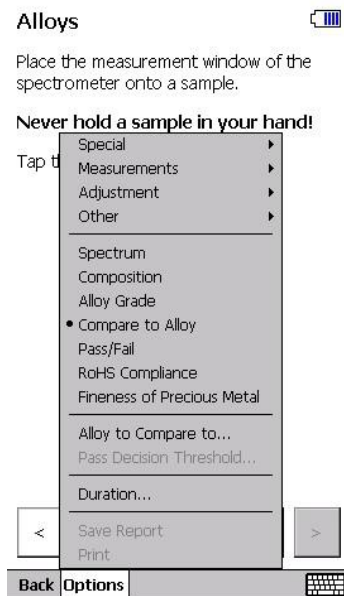 Alloys
Place the measurement window of the
spectrometer onto a sample.
Never hold a sample in your hand!
Tap
Special
Measurements
Adjustment
Other
Spectrum
Composition
Alloy Grade
• Compare to Alloy
Pass/Fail
RoHS Compliance
Fineness of Precious Metal
Alloy to Compare to...
Pass Decision Threshold...
Duration...
Save Report
Print
< >
Back Options